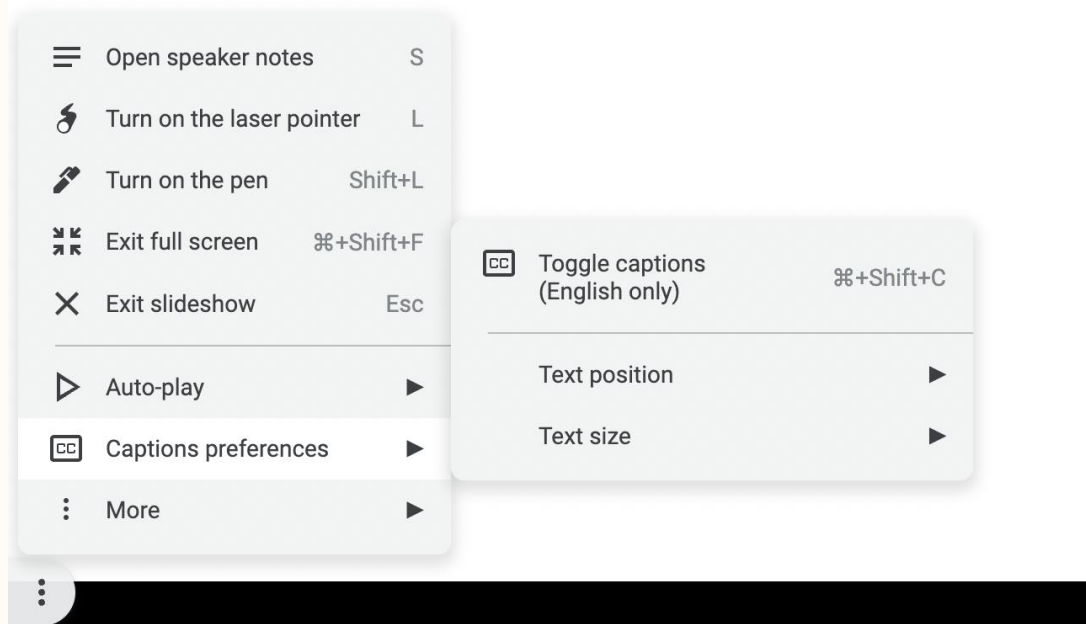 Open speaker notes S
Turn on the laser pointer L
Turn on the pen Shift+L
Exit full screen ⌘+Shift+F
Exit slideshow Esc
Auto-play
CC Captions preferences
More
CC Toggle captions
(English only) ⌘+Shift+C
Text position
Text size